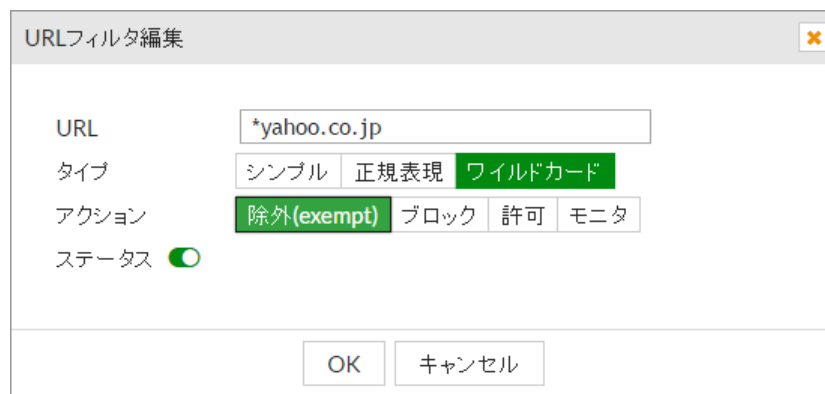 URLフィルタ編集
URL *yahoo.co.jp
タイプ シンプル 正規表現 ワイルドカード
アクション 除外(exempt) ブロック 許可 モニタ
ステータス
OK キャンセル